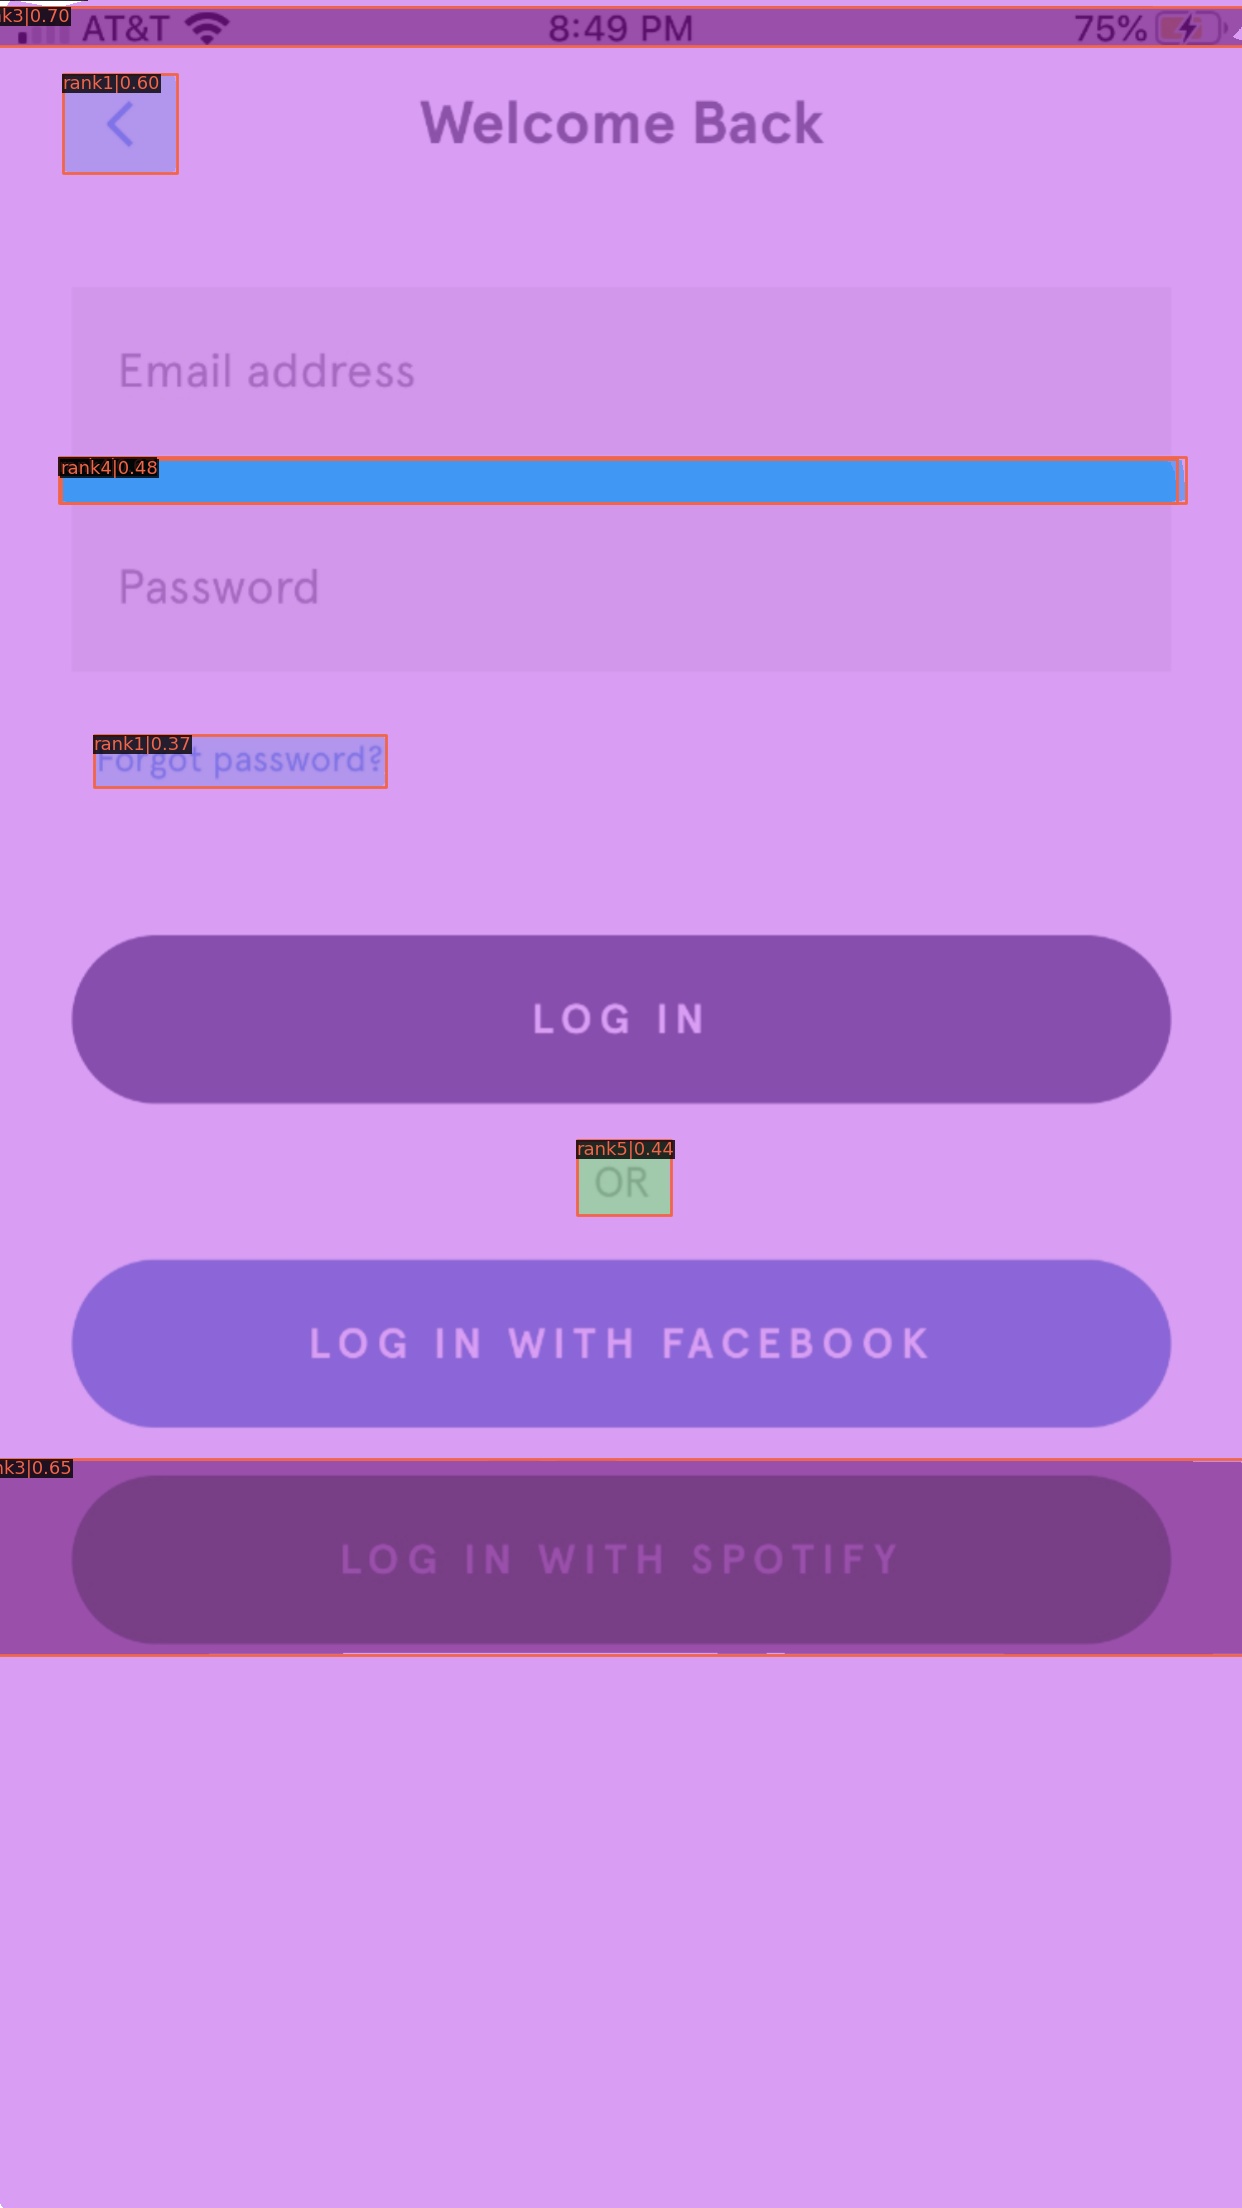 nk3|0.70 AT&T 8:49 PM 75%
rank1|0.60
Welcome Back
Email address
rank4|0.48
Password
rank1|0.37
Forgot password?
LOG IN
rank5|0.44
OR
LOG IN WITH FACEBOOK
nk3|0.65
LOG IN WITH SPOTIFY